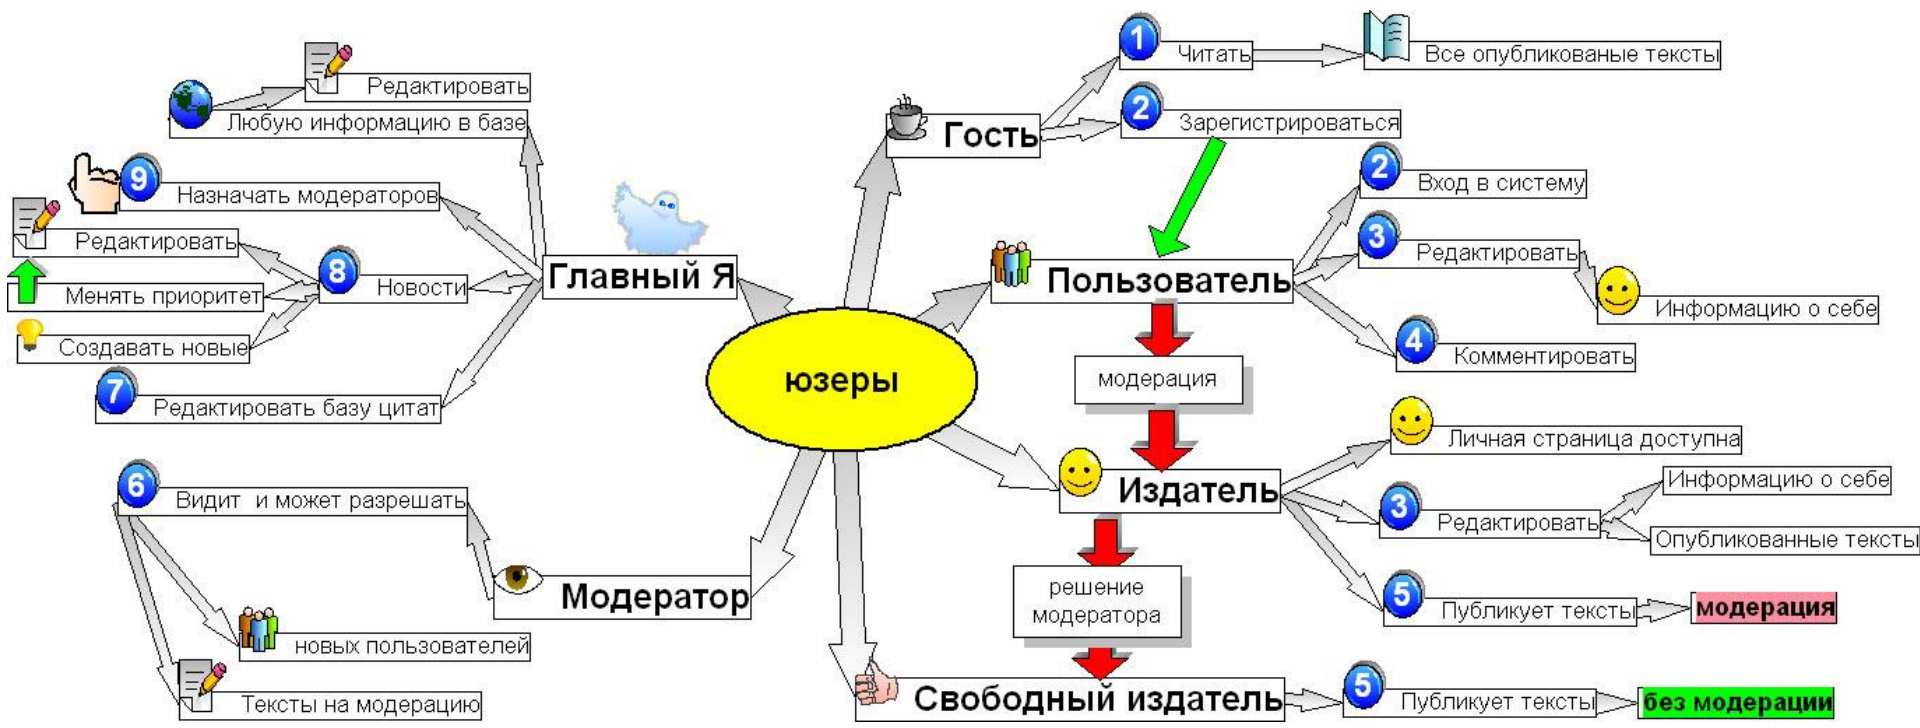 юзеры
Гость
1
Читать
Все опубликованые тексты
2
Зарегистрироваться
Пользователь
2
Вход в систему
3
Редактировать
Информацию о себе
4
Комментировать
модерация
Издатель
Личная страница доступна
3
Редактировать
Информацию о себе
Опубликованные тексты
5
Публикует тексты
модерация
решение
модератора
Свободный издатель
5
Публикует тексты
без модерации
Главный Я
Любую информацию в базе
Редактировать
9
Назначать модераторов
8
Новости
Редактировать
Менять приоритет
Создавать новые
7
Редактировать базу цитат
Модератор
6
Видит и может разрешать
новых пользователей
Тексты на модерацию